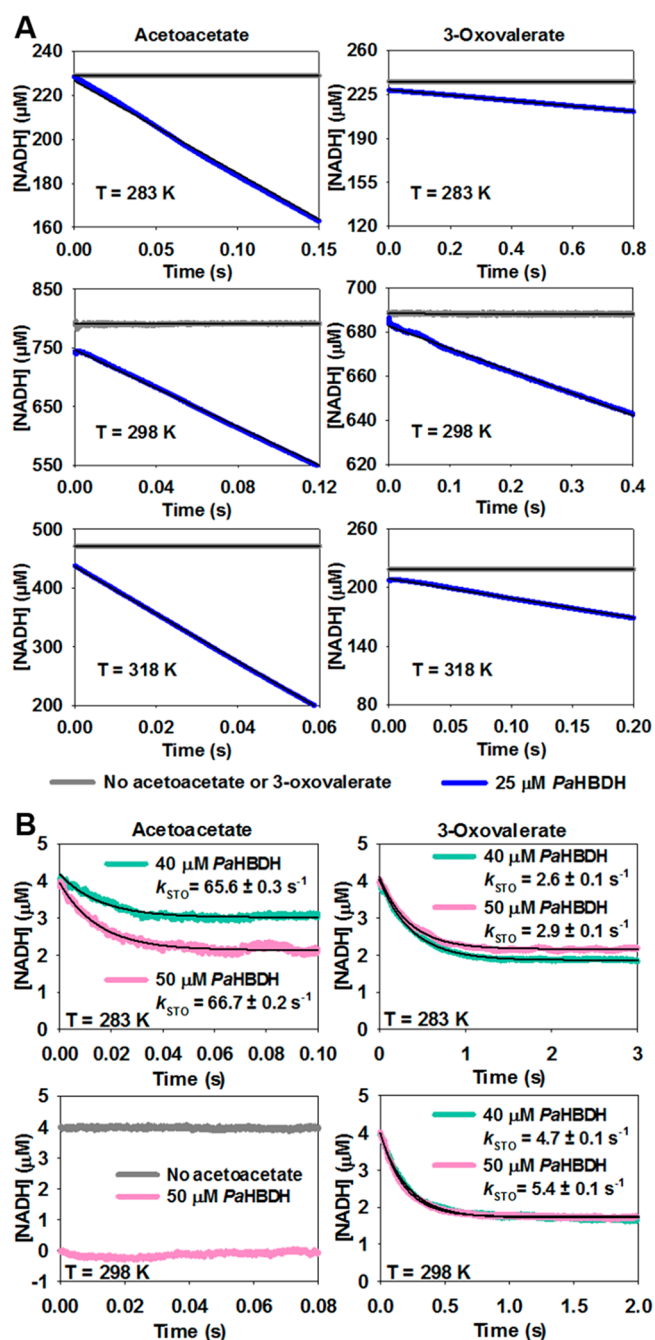 A
Acetoacetate
3-Oxovalerate
[NADH] (µM)
240
220
200
180
160
T = 283 K
0.00 0.05 0.10 0.15
Time (s)
[NADH] (µM)
260
225
190
155
120
T = 283 K
0.0 0.2 0.4 0.6 0.8
Time (s)
[NADH] (µM)
850
750
650
550
T = 298 K
0.00 0.04 0.08 0.12
Time (s)
[NADH] (µM)
700
680
660
640
620
T = 298 K
0.0 0.1 0.2 0.3 0.4
Time (s)
[NADH] (µM)
500
400
300
200
T = 318 K
0.00 0.02 0.04 0.06
Time (s)
[NADH] (µM)
260
200
140
80
T = 318 K
0.00 0.05 0.10 0.15 0.20
Time (s)
No acetoacetate or 3-oxovalerate
25 µM PaHBDH
B
Acetoacetate
3-Oxovalerate
[NADH] (µM)
5
4
3
2
1
0
40 µM PaHBDH
kSTO = 65.6 ± 0.3 s⁻¹
50 µM PaHBDH
kSTO = 66.7 ± 0.2 s⁻¹
T = 283 K
0.00 0.02 0.04 0.06 0.08 0.10
Time (s)
[NADH] (µM)
5
4
3
2
1
0
40 µM PaHBDH
kSTO = 2.6 ± 0.1 s⁻¹
50 µM PaHBDH
kSTO = 2.9 ± 0.1 s⁻¹
T = 283 K
0 1 2 3
Time (s)
[NADH] (µM)
5
4
3
2
1
0
-1
No acetoacetate
50 µM PaHBDH
T = 298 K
0.00 0.02 0.04 0.06 0.08
Time (s)
[NADH] (µM)
5
4
3
2
1
0
40 µM PaHBDH
kSTO = 4.7 ± 0.1 s⁻¹
50 µM PaHBDH
kSTO = 5.4 ± 0.1 s⁻¹
T = 298 K
0.0 0.5 1.0 1.5 2.0
Time (s)